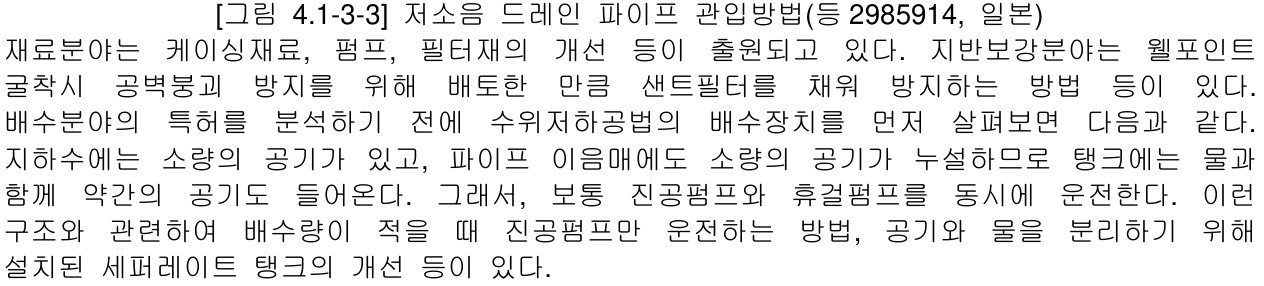 [그림 4.1-3-3] 저소음 드레인 파이프 관입방법(등 2985914, 일본)
재료분야는 케이싱재료, 펌프, 필터재의 개선 등이 출원되고 있다. 지반보강분야는 웰포인트
굴착시 공벽붕괴 방지를 위해 배토한 만큼 샌트필터를 채워 방지하는 방법 등이 있다.
배수분야의 특허를 분석하기 전에 수위저하공법의 배수장치를 먼저 살펴보면 다음과 같다.
지하수에는 소량의 공기가 있고, 파이프 이음매에도 소량의 공기가 누설하므로 탱크에는 물과
함께 약간의 공기도 들어온다. 그래서, 보통 진공펌프와 휴걸펌프를 동시에 운전한다. 이런
구조와 관련하여 배수량이 적을 때 진공펌프만 운전하는 방법, 공기와 물을 분리하기 위해
설치된 세퍼레이트 탱크의 개선 등이 있다.